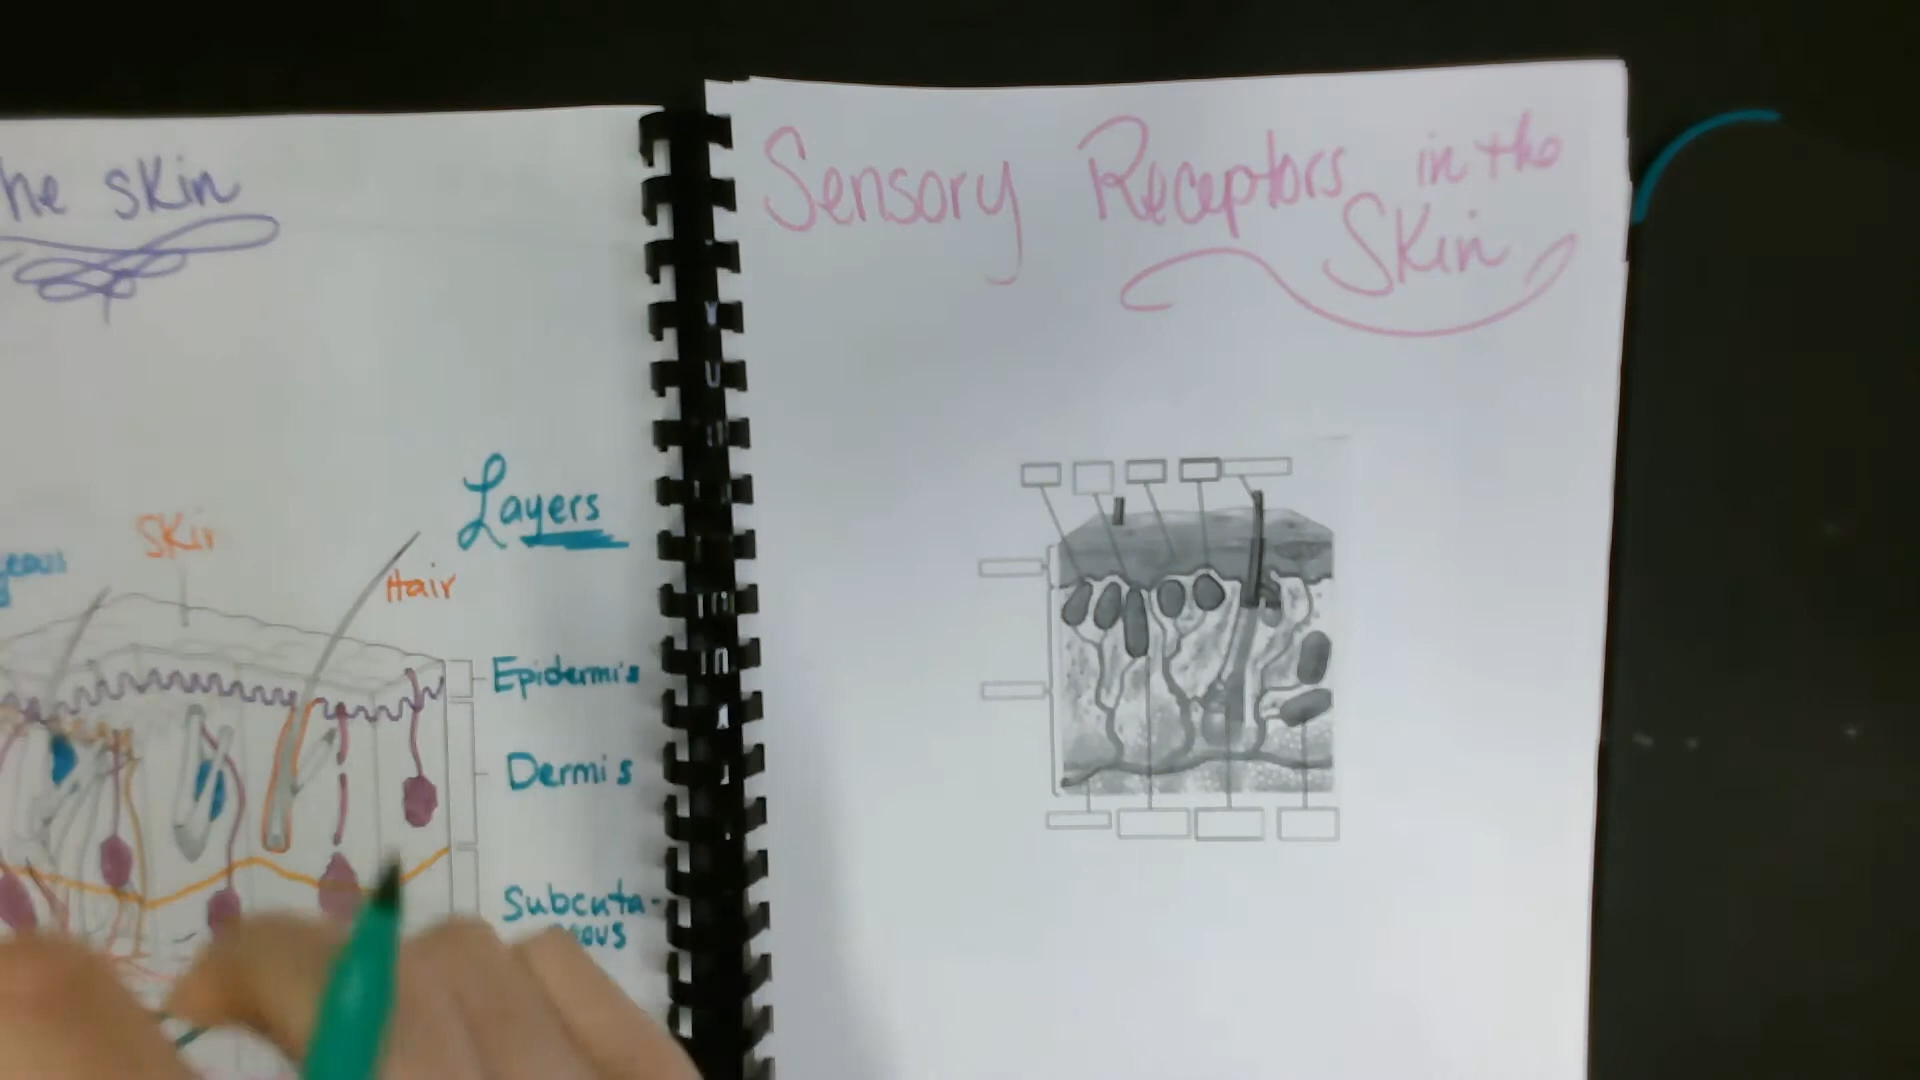 he skin
Skin
Hair
Layers
Epidermis
Dermis
Subcuta-
Sensory Receptors in the
Skin